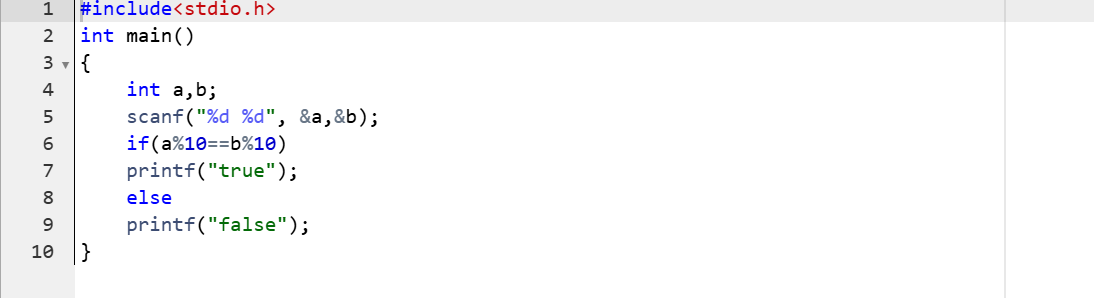 1 #include<stdio.h>
2 int main()
3 {
4     int a,b;
5     scanf("%d %d", &a,&b);
6     if(a%10==b%10)
7     printf("true");
8     else
9     printf("false");
10 }